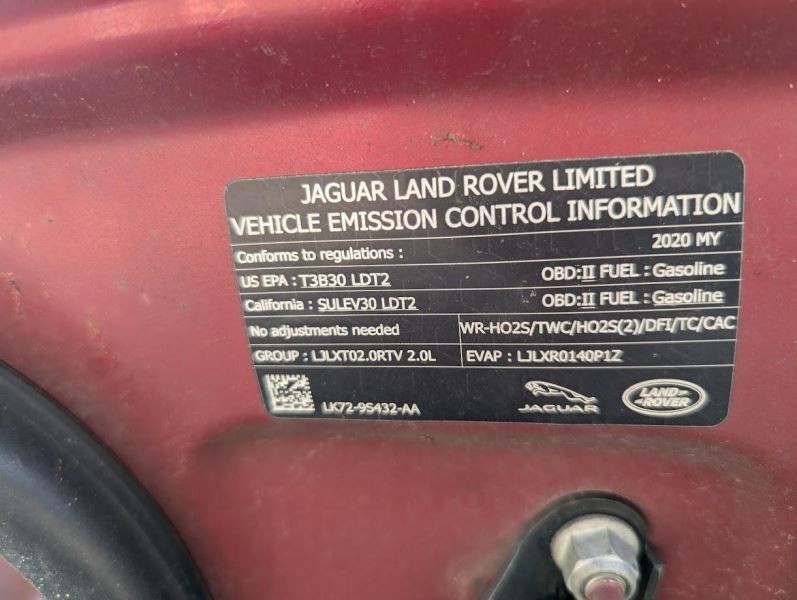 JAGUAR LAND ROVER LIMITED
VEHICLE EMISSION CONTROL INFORMATION
Conforms to regulations : 2020 MY
US EPA : T3B30 LDT2 OBD:II FUEL : Gasoline
California : SULEV30 LDT2 OBD:II FUEL : Gasoline
No adjustments needed WR-HO2S/TWC/HO2S(2)/DFI/TC/CAC
GROUP : LJLXT02.0RTV 2.0L EVAP : LJLXR0140P1Z
LK72-9S432-AA JAGUAR LAND ROVER